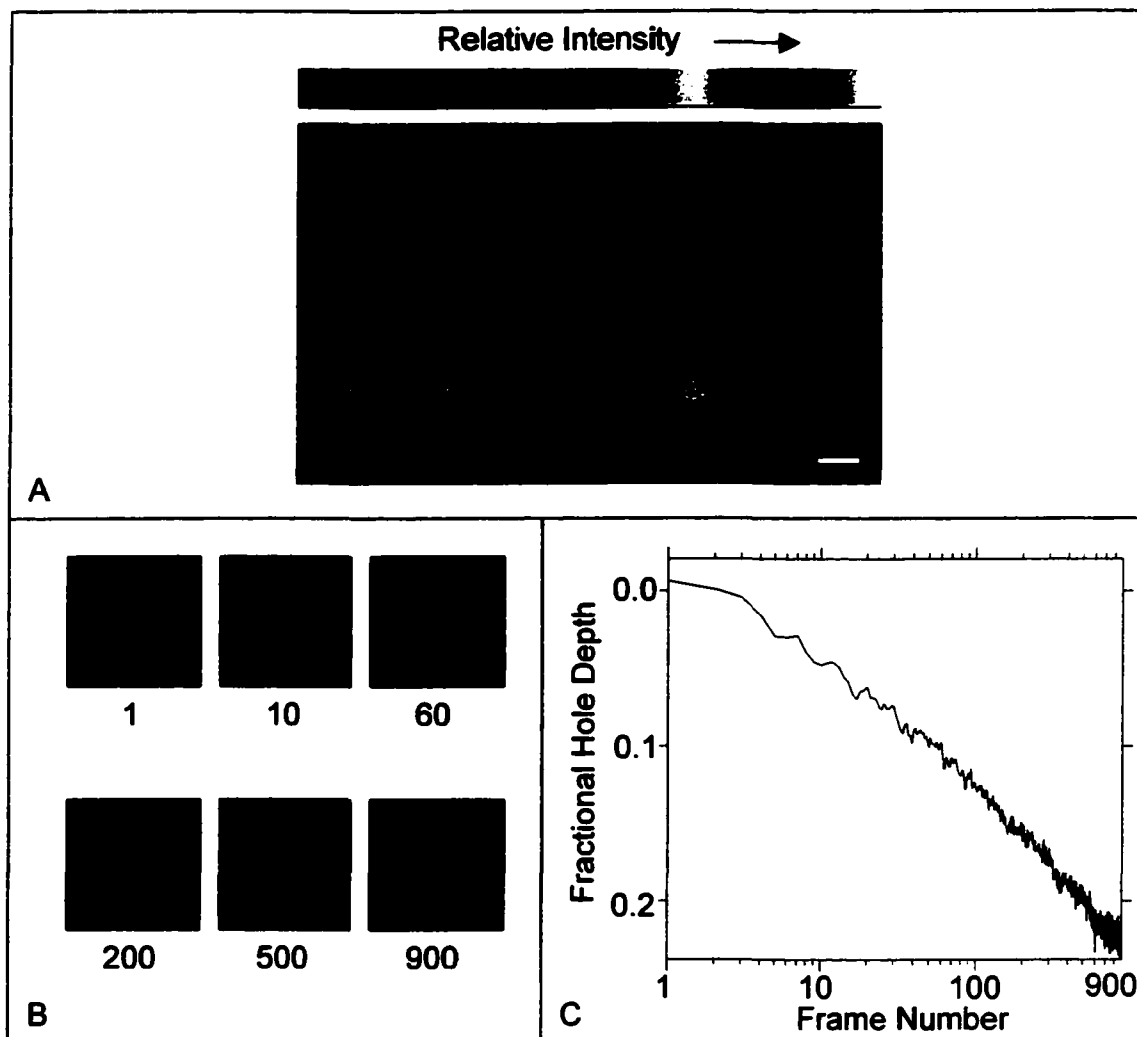 Relative Intensity
A
1 10 60
200 500 900
B
Fractional Hole Depth
0.0
0.1
0.2
1 10 100 900
Frame Number
C